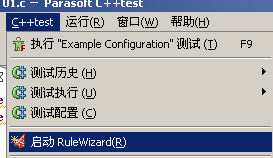 01.c - Parasoft C++test
C++test 运行(R) 窗口(W) 帮助(H)
执行 "Example Configuration" 测试 (T) F9
测试历史 (H)
测试执行 (U)
测试配置 (C)
启动 RuleWizard(R)